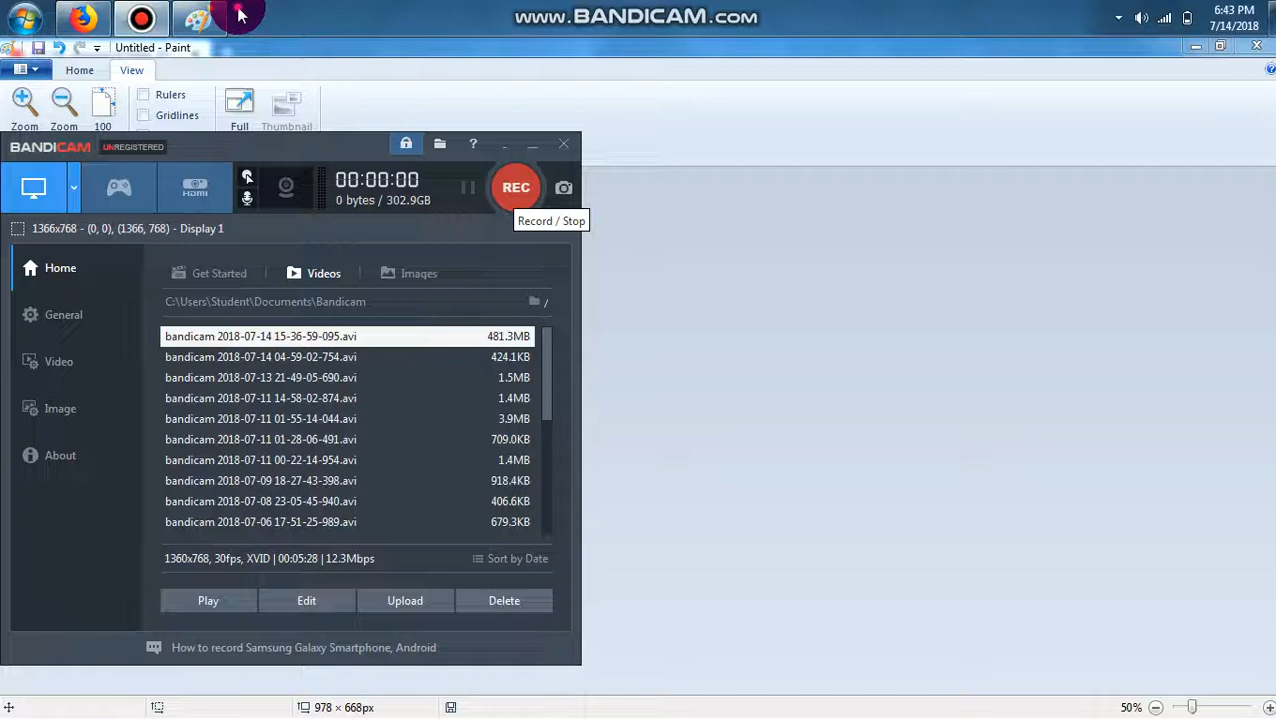 www.BANDICAM.com
6:43 PM
7/14/2018
Untitled - Paint
Home
View
Rulers
Gridlines
Zoom
Zoom
100
Full
Thumbnail
BANDICAM
UNREGISTERED
?
HDMI
00:00:00
0 bytes / 302.9GB
REC
Record / Stop
1366x768 - (0, 0), (1366, 768) - Display 1
Home
General
Video
Image
About
Get Started
Videos
Images
C:\Users\Student\Documents\Bandicam
/
bandicam 2018-07-14 15-36-59-095.avi 481.3MB
bandicam 2018-07-14 04-59-02-754.avi 424.1KB
bandicam 2018-07-13 21-49-05-690.avi 1.5MB
bandicam 2018-07-11 14-58-02-874.avi 1.4MB
bandicam 2018-07-11 01-55-14-044.avi 3.9MB
bandicam 2018-07-11 01-28-06-491.avi 709.0KB
bandicam 2018-07-11 00-22-14-954.avi 1.4MB
bandicam 2018-07-09 18-27-43-398.avi 918.4KB
bandicam 2018-07-08 23-05-45-940.avi 406.6KB
bandicam 2018-07-06 17-51-25-989.avi 679.3KB
1360x768, 30fps, XVID | 00:05:28 | 12.3Mbps
Sort by Date
Play
Edit
Upload
Delete
How to record Samsung Galaxy Smartphone, Android
978 × 668px
50%